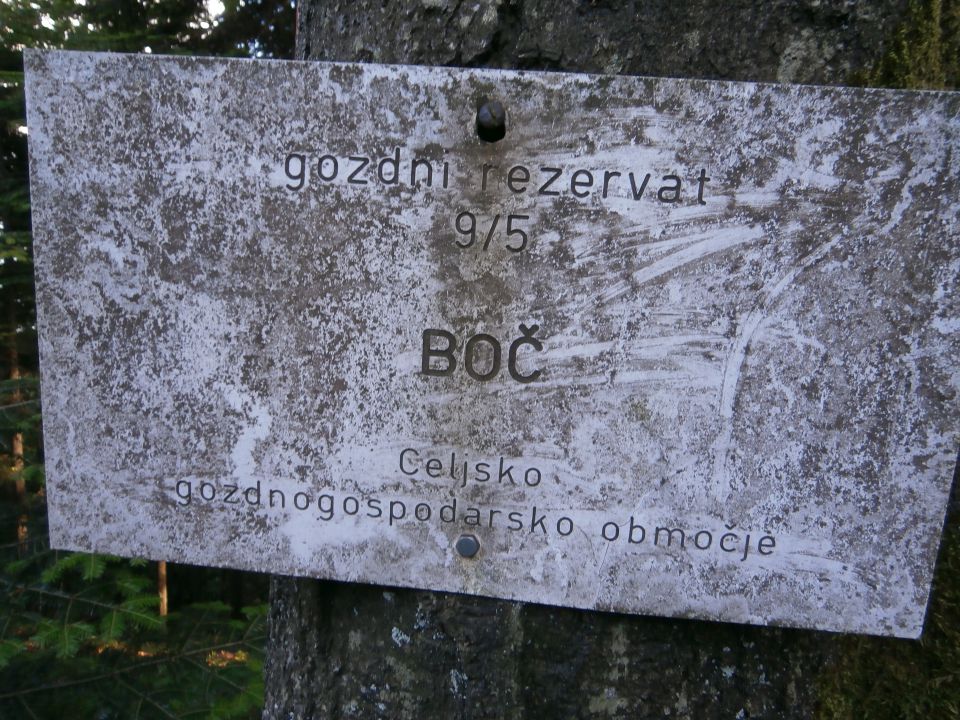 gozdni rezervat
9/5
BOČ
Celjsko
gozdnogospodarsko območje